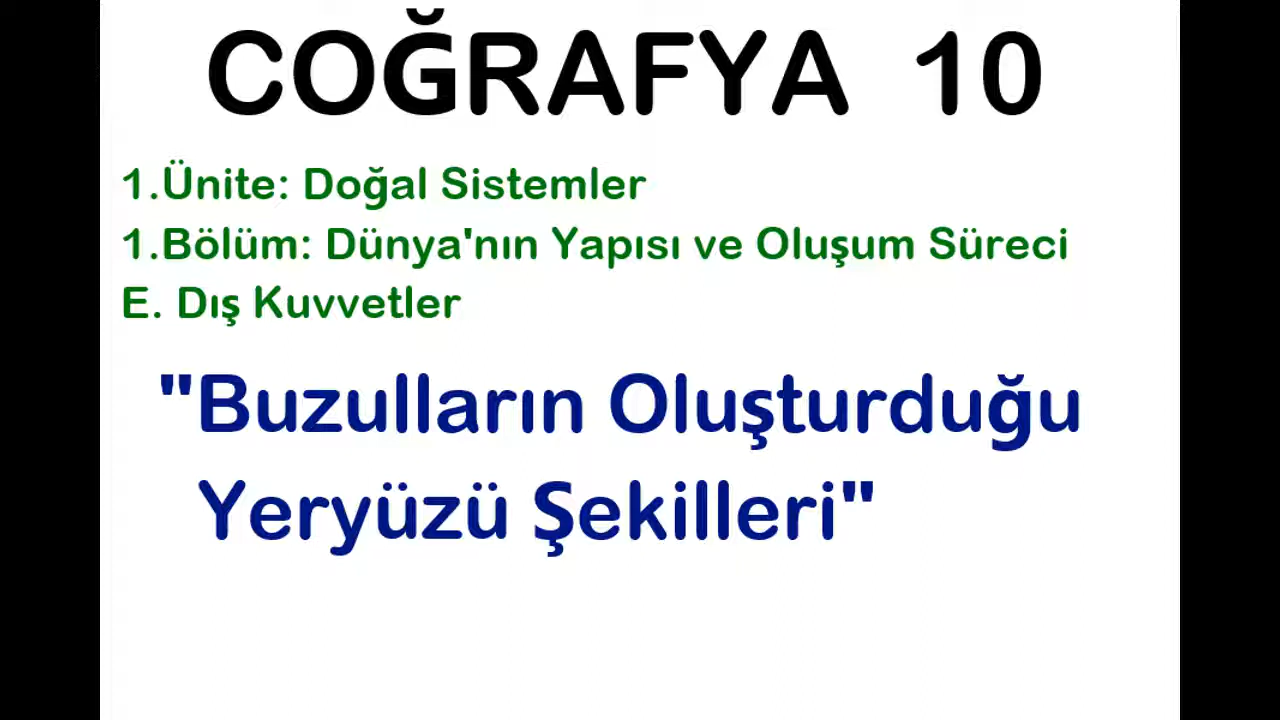 COĞRAFYA 10
1.Ünite: Doğal Sistemler
1.Bölüm: Dünya'nın Yapısı ve Oluşum Süreci
E. Dış Kuvvetler
"Buzulların Oluşturduğu
Yeryüzü Şekilleri"